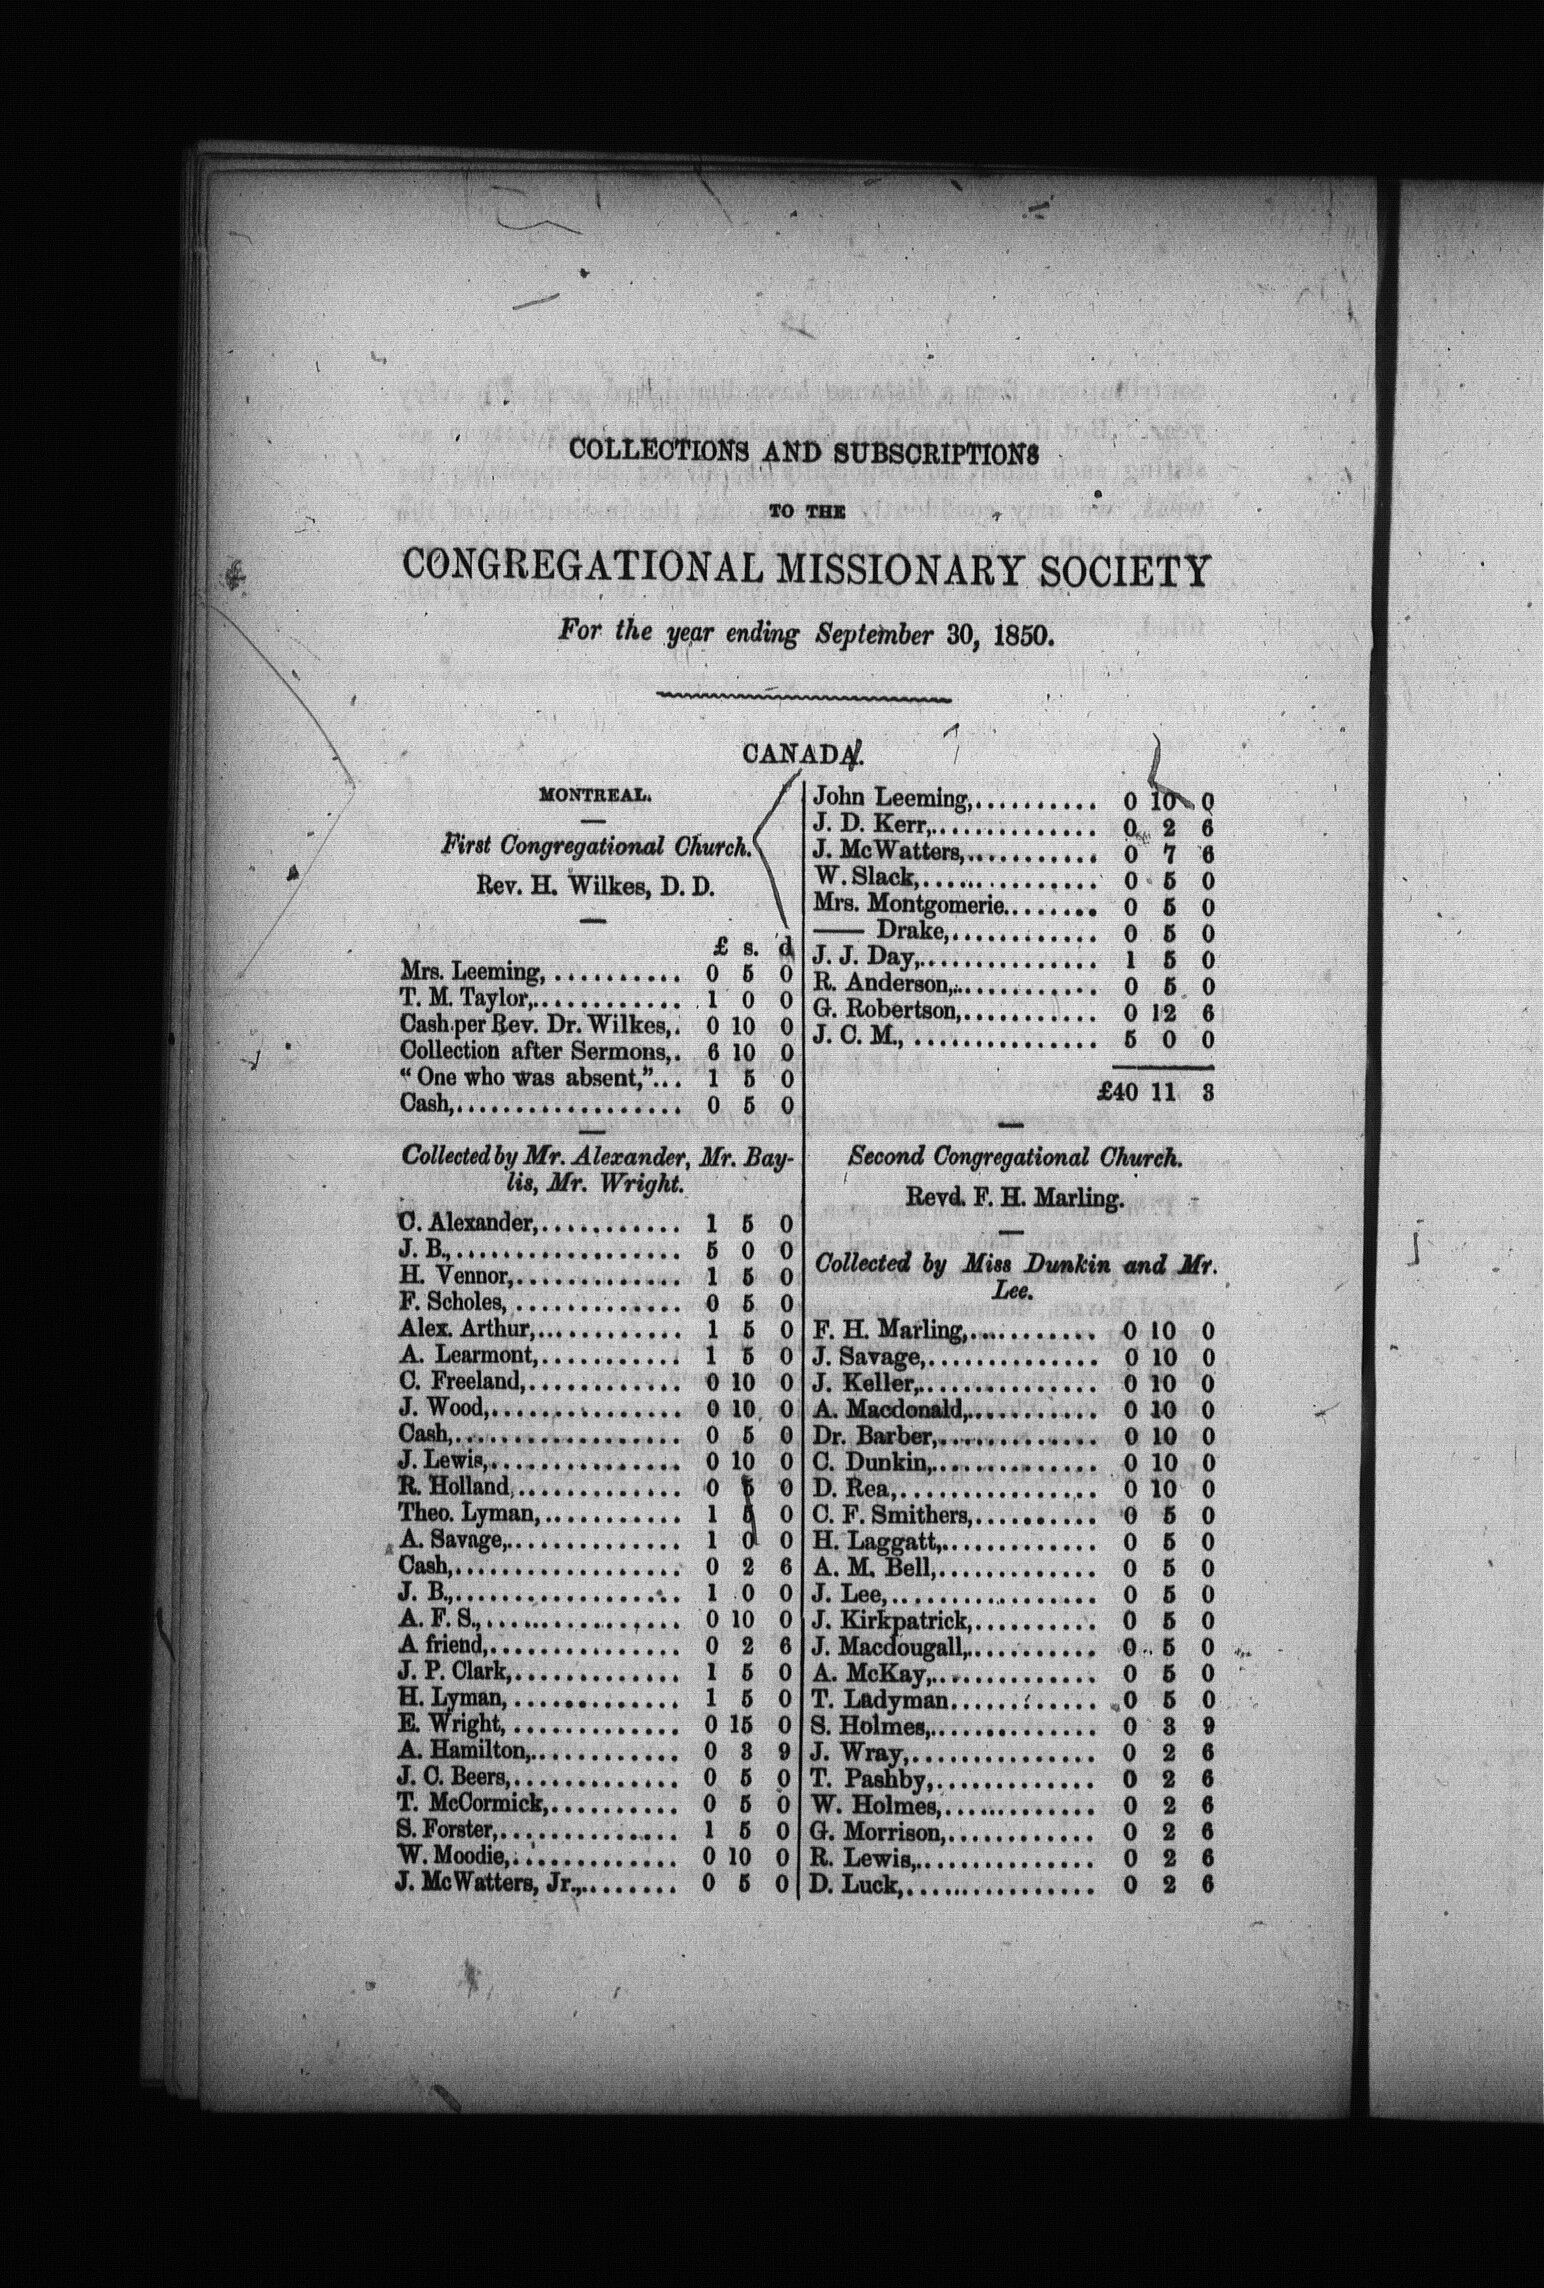 COLLECTIONS AND SUBSCRIPTIONS
TO THE
CONGREGATIONAL MISSIONARY SOCIETY
For the year ending September 30, 1850.
CANADA.
MONTREAL.
First Congregational Church.
Rev. H. Wilkes, D. D.
£ s. d
Mrs. Leeming, .......... 0 5 0
T. M. Taylor,............ 1 0 0
Cash per Rev. Dr. Wilkes,. 0 10 0
Collection after Sermons,. 6 10 0
“ One who was absent,”... 1 5 0
Cash,.................. 0 5 0
Collected by Mr. Alexander, Mr. Bay-
lis, Mr. Wright.
C. Alexander,........... 1 5 0
J. B.,.................. 5 0 0
H. Vennor,............. 1 5 0
F. Scholes, ............. 0 5 0
Alex. Arthur,............ 1 5 0
A. Learmont,........... 1 5 0
C. Freeland,............ 0 10 0
J. Wood,............... 0 10 0
Cash,.................. 0 5 0
J. Lewis,............... 0 10 0
R. Holland,............. 0 5 0
Theo. Lyman,........... 1 5 0
A. Savage,.............. 1 0 0
Cash,.................. 0 2 6
J. B.,.................. 1 0 0
A. F. S.,................ 0 10 0
A friend,................ 0 2 6
J. P. Clark,............. 1 5 0
H. Lyman,............. 1 5 0
E. Wright, ............. 0 15 0
A. Hamilton,............ 0 3 9
J. C. Beers,............. 0 5 0
T. McCormick,.......... 0 5 0
S. Forster,.............. 1 5 0
W. Moodie,............. 0 10 0
J. McWatters, Jr.,........ 0 5 0
John Leeming,.......... 0 10 0
J. D. Kerr,.............. 0 2 6
J. McWatters,........... 0 7 6
W. Slack,............... 0 5 0
Mrs. Montgomerie........ 0 5 0
—— Drake,............ 0 5 0
J. J. Day,............... 1 5 0
R. Anderson,............ 0 5 0
G. Robertson,........... 0 12 6
J. C. M., ............... 5 0 0
£40 11 3
Second Congregational Church.
Revd. F. H. Marling.
Collected by Miss Dunkin and Mr.
Lee.
F. H. Marling,........... 0 10 0
J. Savage,............... 0 10 0
J. Keller,............... 0 10 0
A. Macdonald,........... 0 10 0
Dr. Barber,.............. 0 10 0
C. Dunkin,.............. 0 10 0
D. Rea,................. 0 10 0
C. F. Smithers,.......... 0 5 0
H. Laggatt,............. 0 5 0
A. M. Bell,.............. 0 5 0
J. Lee,.................. 0 5 0
J. Kirkpatrick,.......... 0 5 0
J. Macdougall,........... 0 5 0
A. McKay,.............. 0 5 0
T. Ladyman............ 0 5 0
S. Holmes,.............. 0 3 9
J. Wray,................ 0 2 6
T. Pashby,.............. 0 2 6
W. Holmes,............. 0 2 6
G. Morrison,............ 0 2 6
R. Lewis,............... 0 2 6
D. Luck,................ 0 2 6